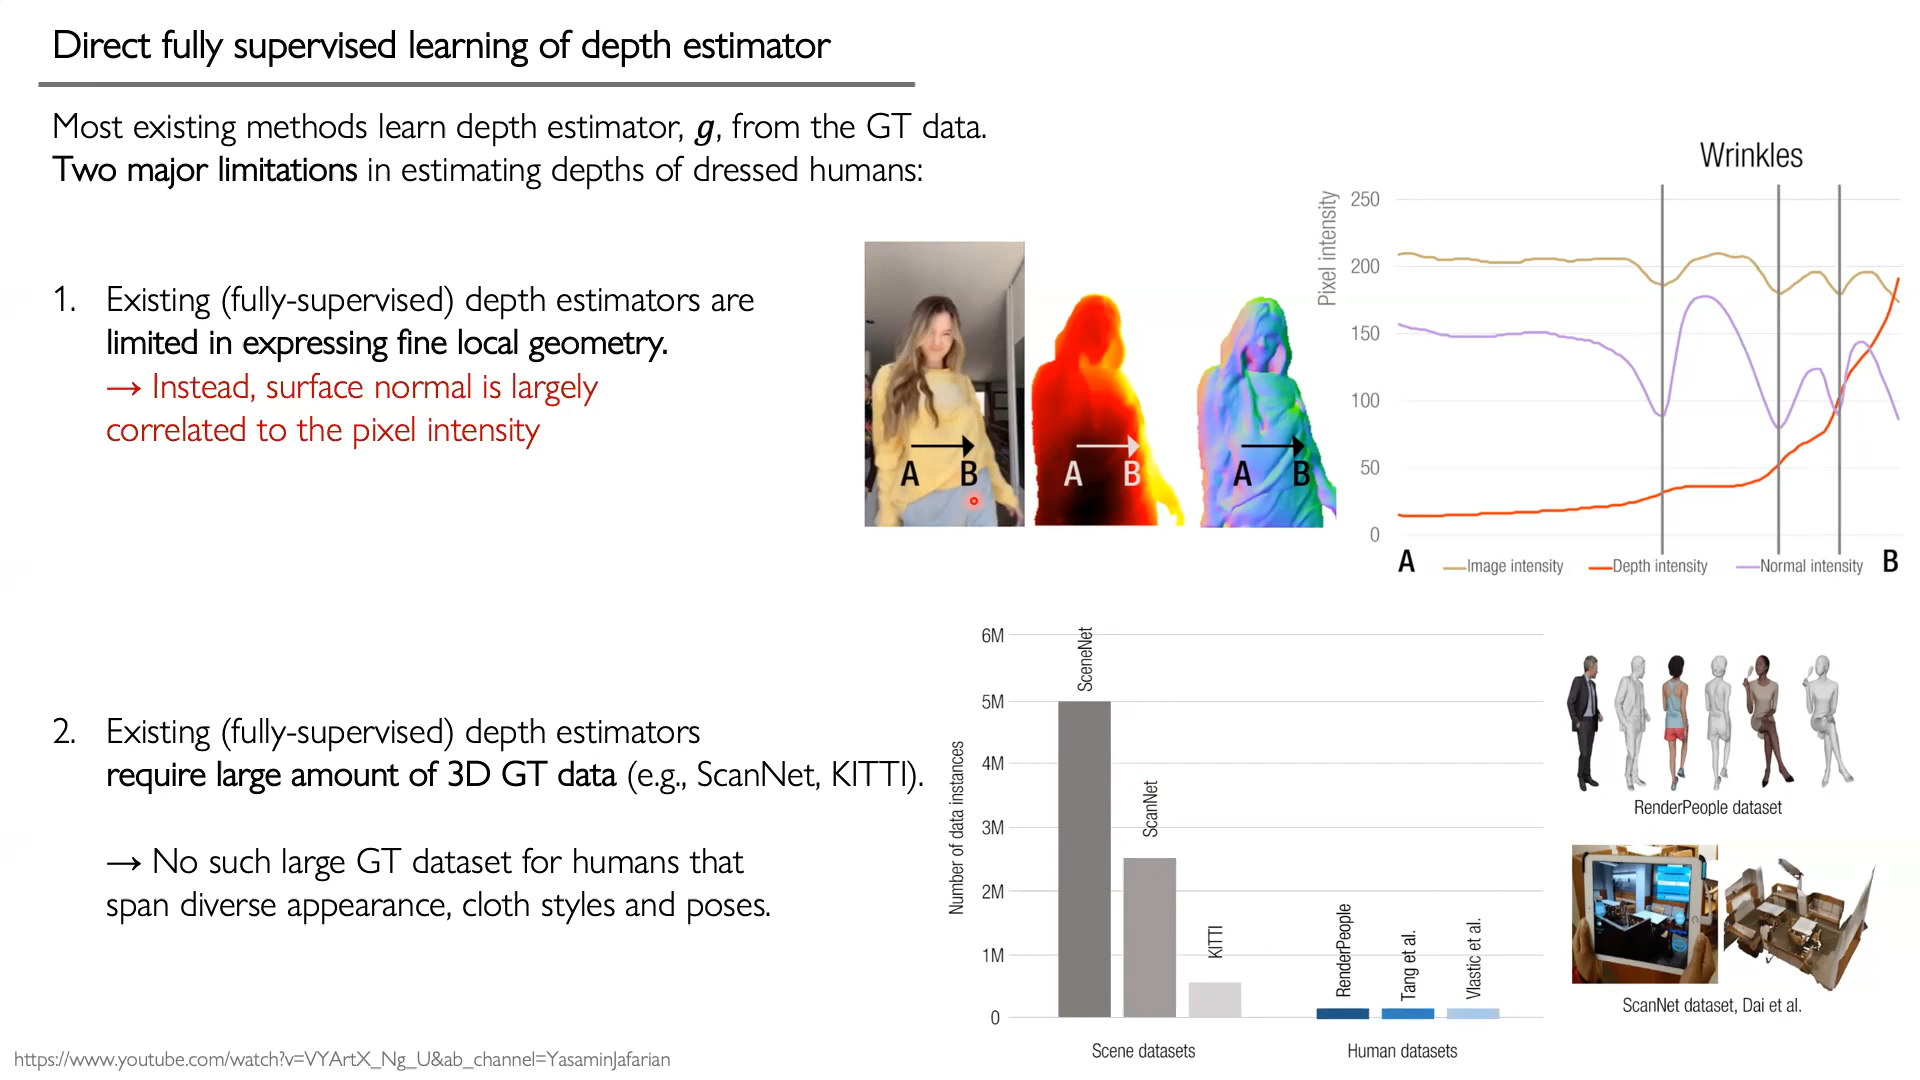 Direct fully supervised learning of depth estimator
Most existing methods learn depth estimator, g, from the GT data.
Two major limitations in estimating depths of dressed humans:
1. Existing (fully-supervised) depth estimators are
limited in expressing fine local geometry.
→ Instead, surface normal is largely
correlated to the pixel intensity
A B
A B
A B
Wrinkles
Pixel intensity
250
200
150
100
50
0
A
Image intensity
Depth intensity
Normal intensity
B
2. Existing (fully-supervised) depth estimators
require large amount of 3D GT data (e.g., ScanNet, KITTI).
→ No such large GT dataset for humans that
span diverse appearance, cloth styles and poses.
Number of data instances
6M
5M
4M
3M
2M
1M
0
SceneNet
ScanNet
KITTI
RenderPeople
Tang et al.
Vlastic et al.
Scene datasets
Human datasets
RenderPeople dataset
ScanNet dataset, Dai et al.
https://www.youtube.com/watch?v=VYArtX_Ng_U&ab_channel=YasaminJafarian